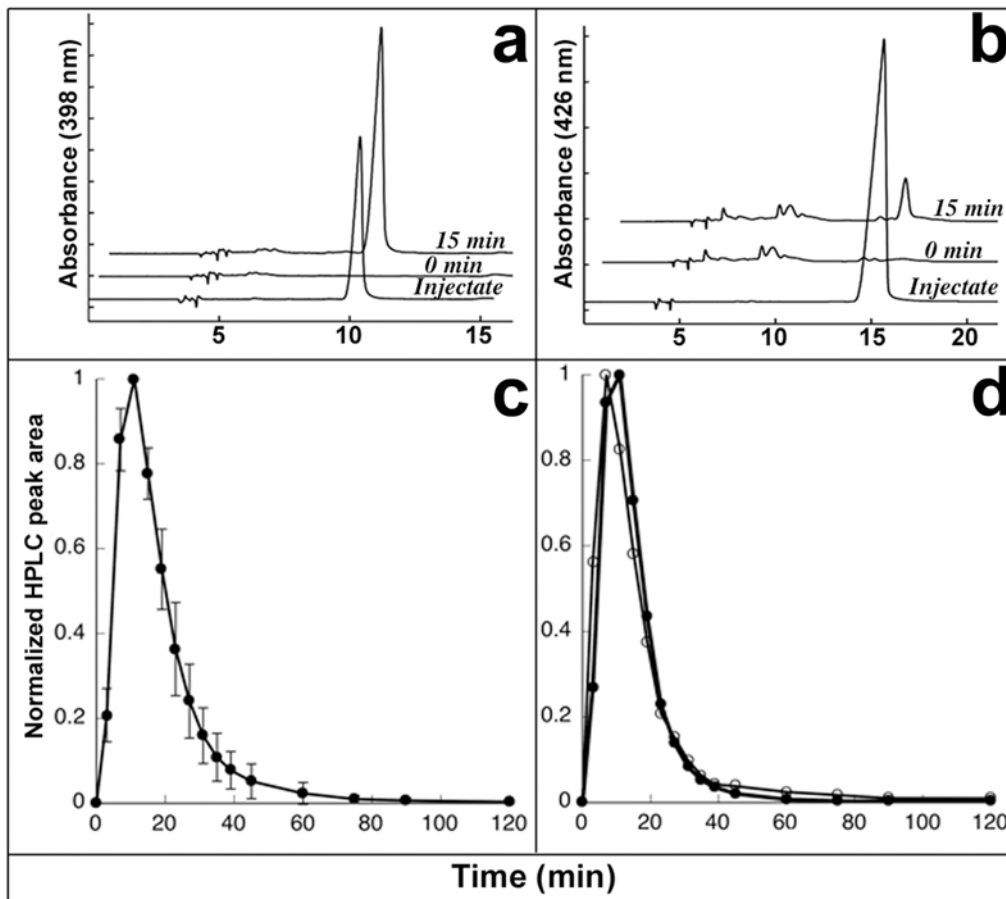 a
Absorbance (398 nm)
15 min
0 min
Injectate
5 10 15
b
Absorbance (426 nm)
15 min
0 min
Injectate
5 10 15 20
c
Normalized HPLC peak area
1
0.8
0.6
0.4
0.2
0
0 20 40 60 80 100 120
d
1
0.8
0.6
0.4
0.2
0
0 20 40 60 80 100 120
Time (min)